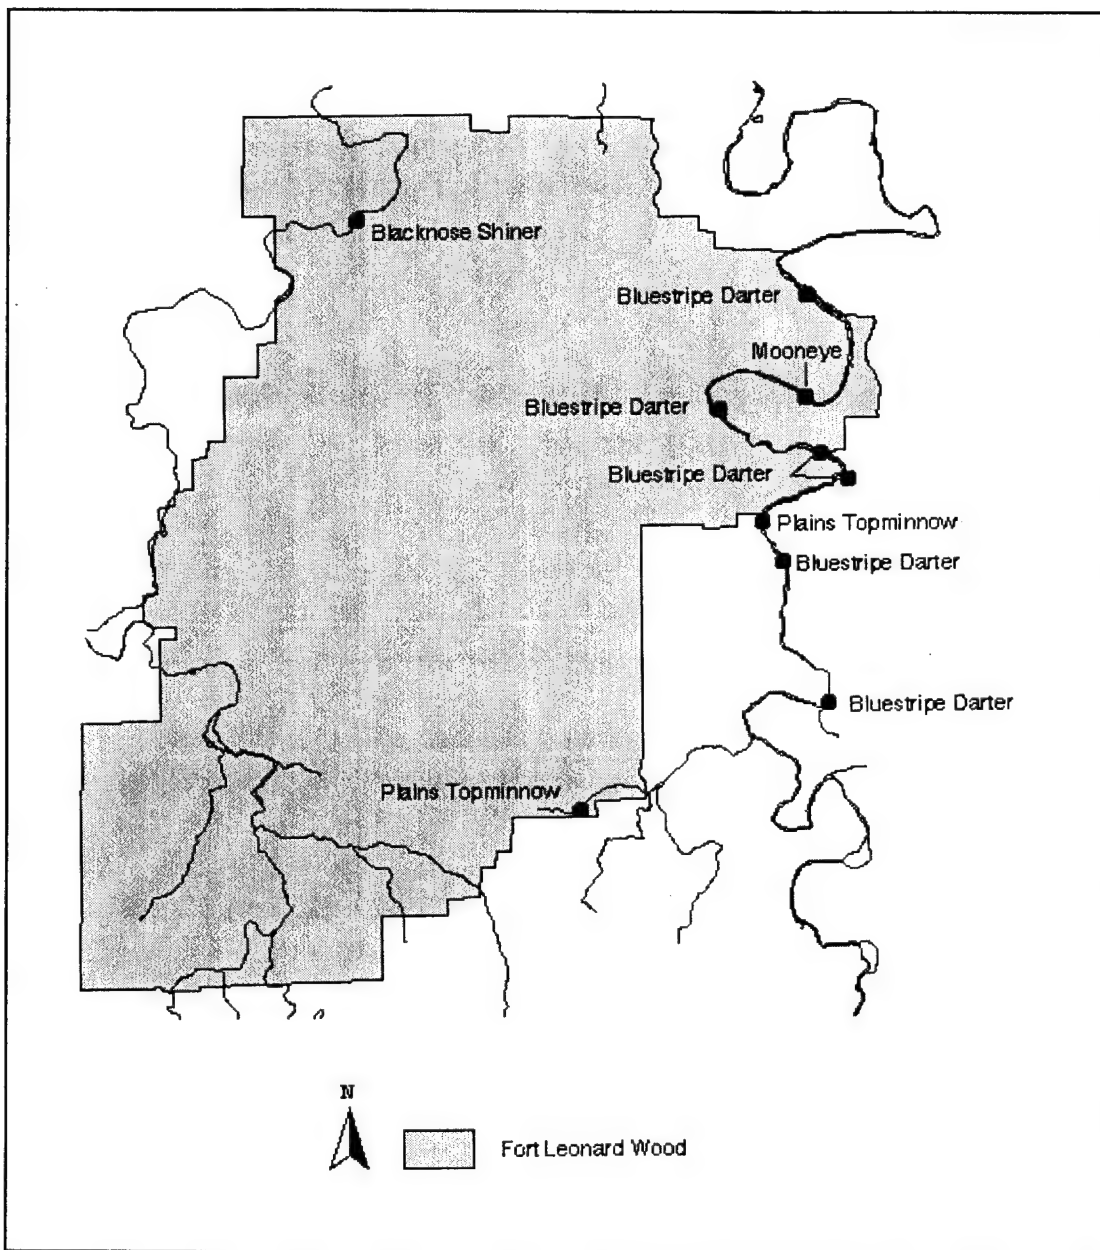 Blacknose Shiner
Bluestripe Darter
Mooneye
Bluestripe Darter
Bluestripe Darter
Plains Topminnow
Bluestripe Darter
Bluestripe Darter
Plains Topminnow
N
Fort Leonard Wood